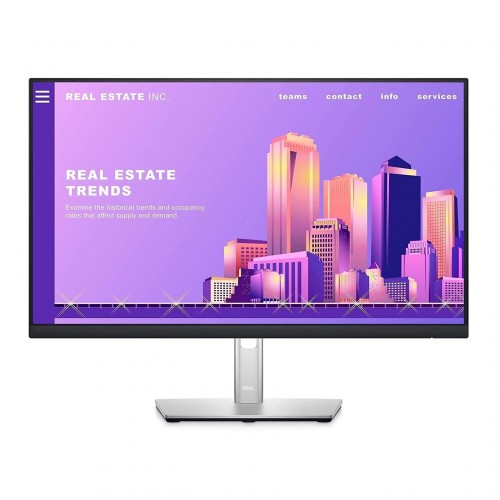 REAL ESTATE INC.
teams contact info services
REAL ESTATE
TRENDS
Examine the historical trends and occupancy
rates that affect supply and demand.
DELL